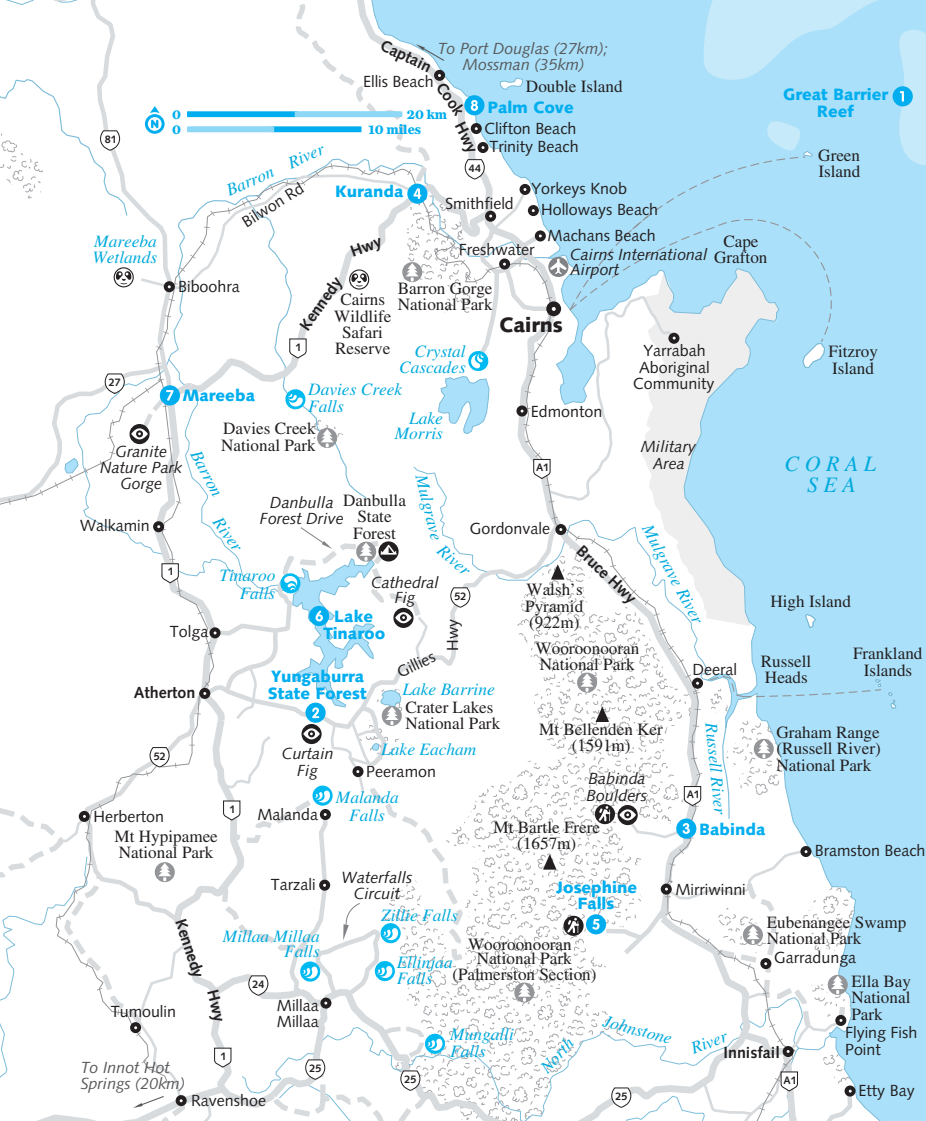 To Port Douglas (27km);
Mossman (35km)
Captain Cook Hwy
Ellis Beach
Double Island
Great Barrier
Reef
1
8 Palm Cove
0 20 km
0 10 miles
N
Clifton Beach
Trinity Beach
81
44
Green
Island
Barron River
Bilwon Rd
Kuranda 4
Yorkeys Knob
Smithfield
Holloways Beach
Machans Beach
Mareeba
Wetlands
Kennedy Hwy
Freshwater
Cairns International
Airport
Cape
Grafton
Biboohra
Cairns
Wildlife
Safari
Reserve
Barron Gorge
National Park
Cairns
1
Crystal
Cascades
Yarrabah
Aboriginal
Community
Fitzroy
Island
27
7 Mareeba
Davies Creek
Falls
Lake
Morris
Edmonton
Davies Creek
National Park
Granite
Nature Park
Gorge
Military
Area
CORAL
SEA
A1
Barron River
Mulgrave River
Danbulla
Forest Drive
Danbulla
State
Forest
Walkamin
Gordonvale
Mulgrave River
Bruce Hwy
1
Tinaroo
Falls
Cathedral
Fig
52
Walsh's
Pyramid
(922m)
High Island
6 Lake
Tinaroo
Tolga
Gillies Hwy
Wooroonooran
National Park
Deeral
Russell
Heads
Frankland
Islands
Yungaburra
State Forest
2
Atherton
Lake Barrine
Crater Lakes
National Park
Mt Bellenden Ker
(1591m)
Russell River
Graham Range
(Russell River)
National Park
Curtain
Fig
Lake Eacham
52
Peeramon
Babinda
Boulders
A1
Malanda
Falls
1
Herberton
Malanda
Mt Bartle Frere
(1657m)
3 Babinda
Mt Hypipamee
National Park
Bramston Beach
Tarzali
Waterfalls
Circuit
Josephine
Falls
5
Mirriwinni
Zillie Falls
Kennedy Hwy
Millaa Millaa
Falls
Eubenangee Swamp
National Park
Wooroonooran
National Park
(Palmerston Section)
Ellinjaa
Falls
Garradunga
24
Ella Bay
National
Park
Millaa
Millaa
Tumoulin
Mungalli
Falls
North Johnstone River
Flying Fish
Point
Innisfail
1
25
25
To Innot Hot
Springs (20km)
A1
Etty Bay
25
Ravenshoe